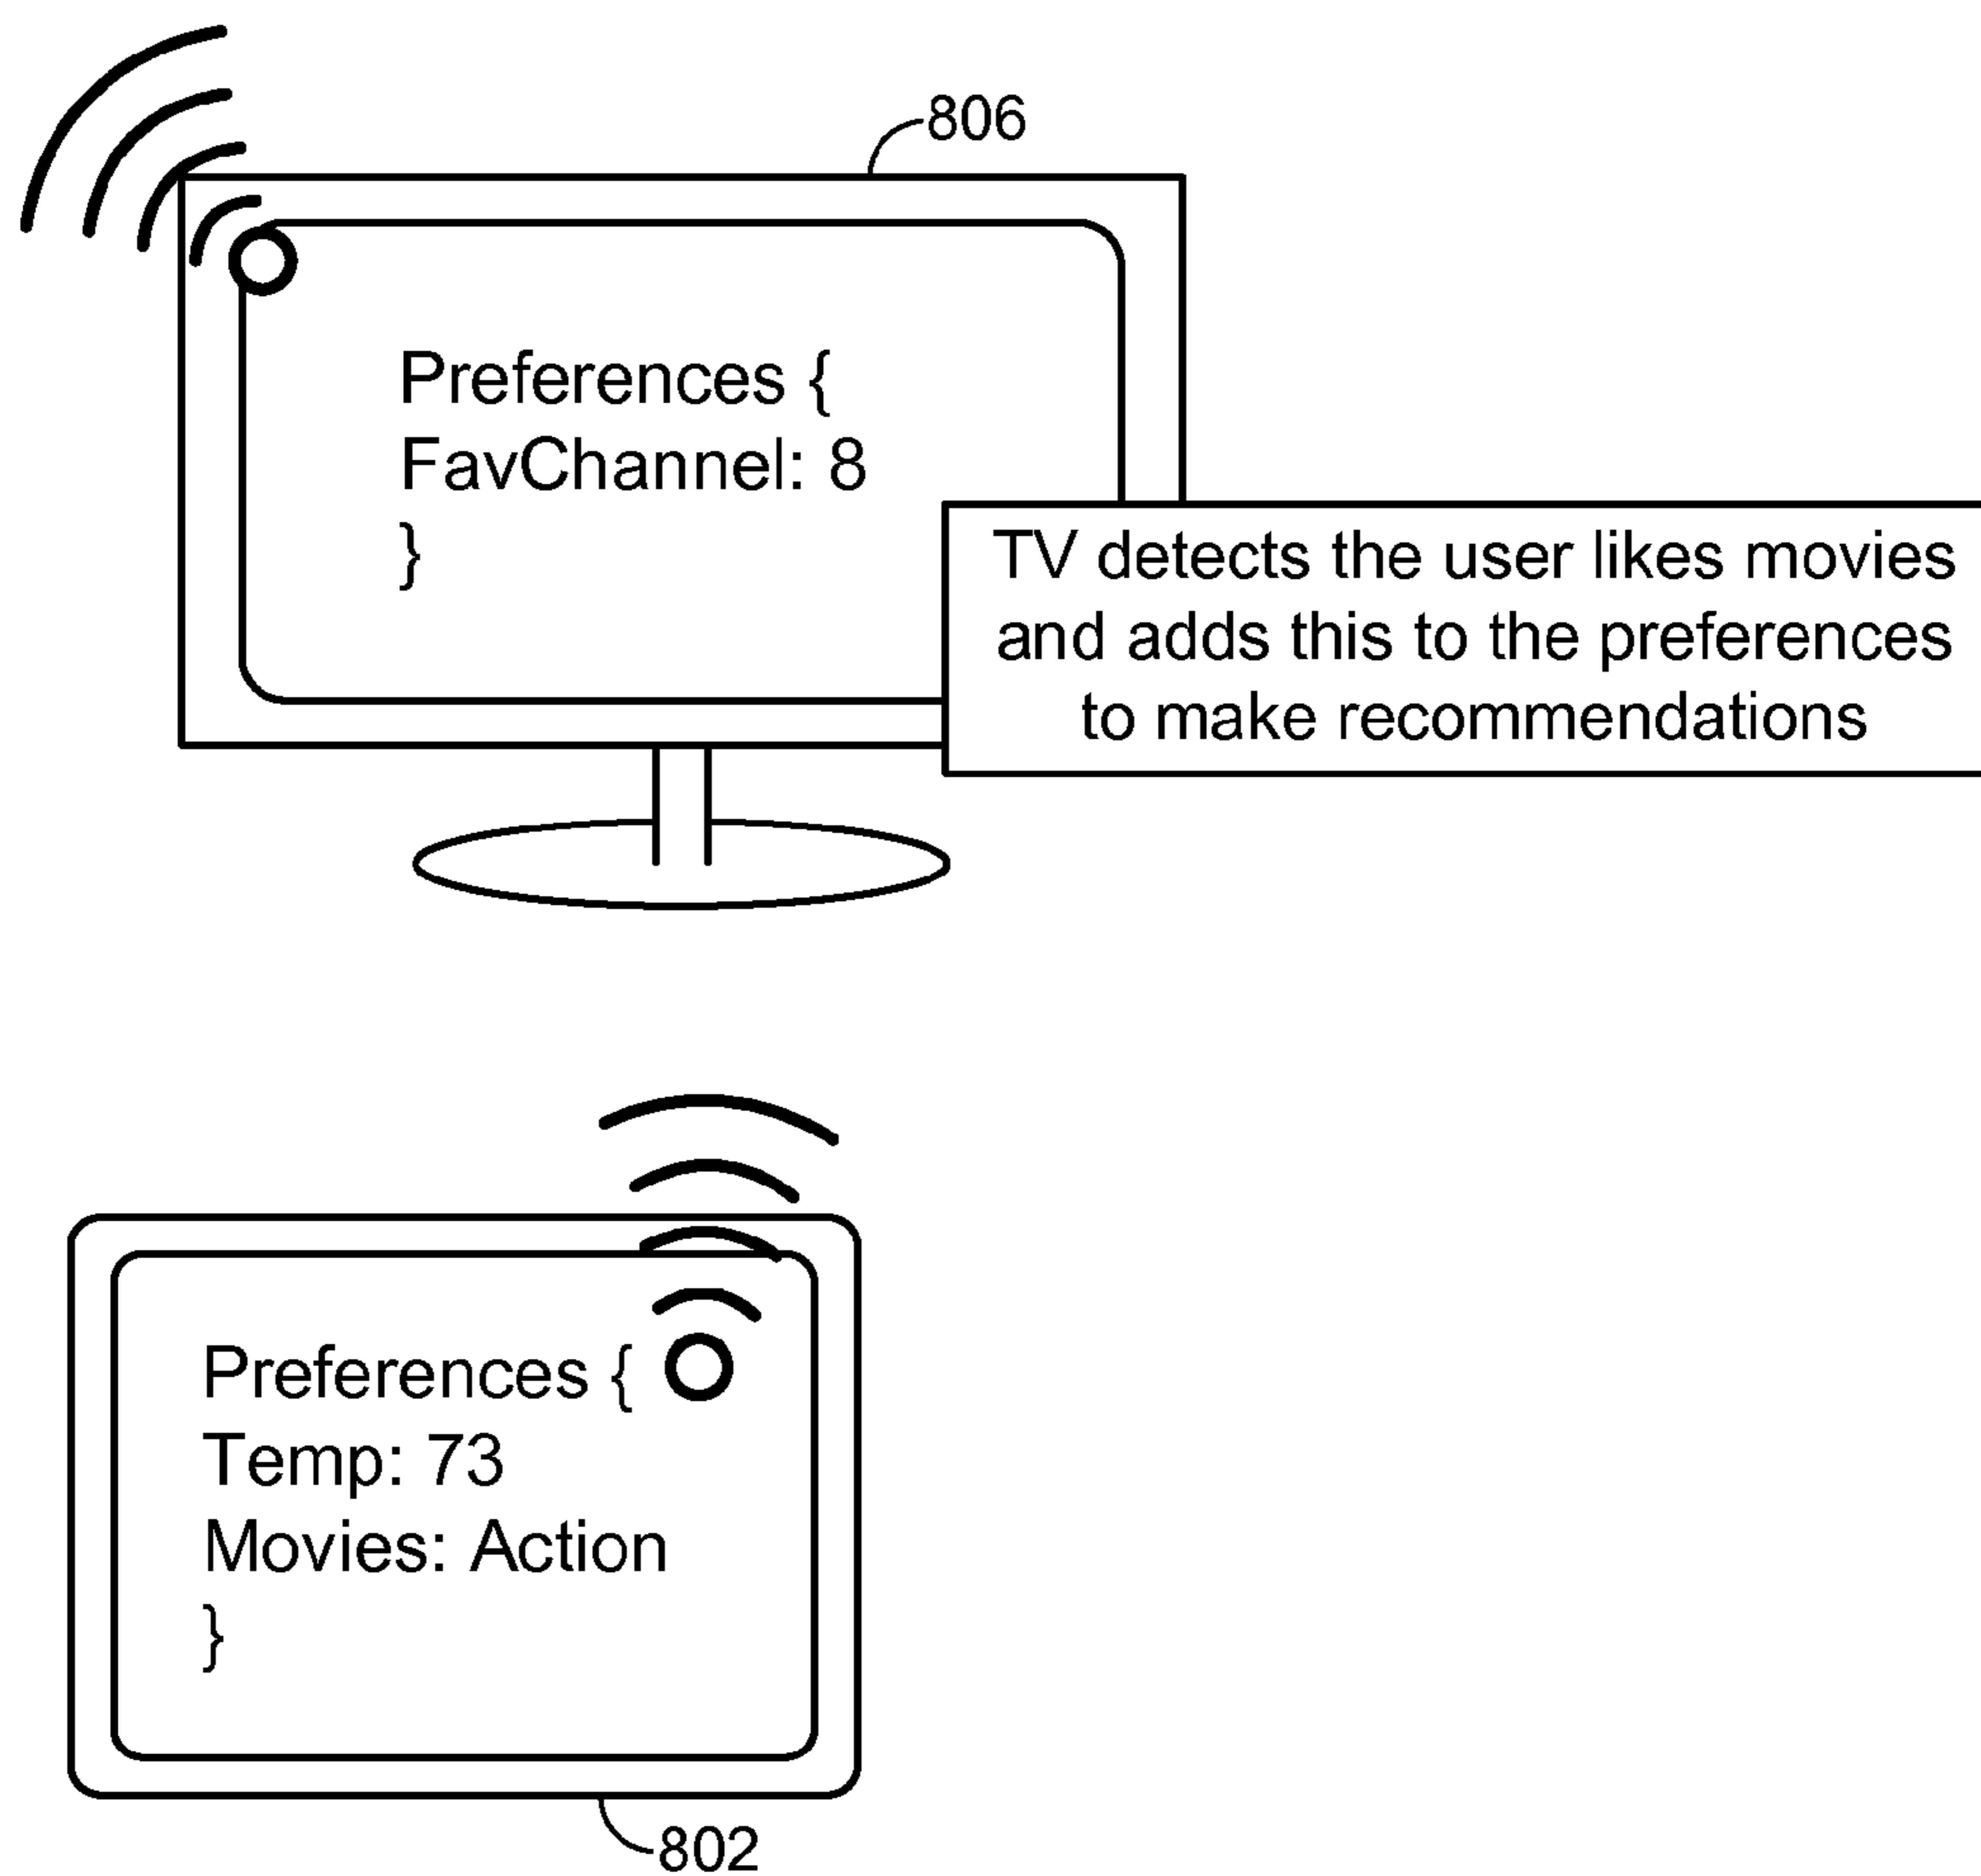 806
Preferences {
FavChannel: 8
}
TV detects the user likes movies
and adds this to the preferences
to make recommendations
Preferences {
Temp: 73
Movies: Action
}
802